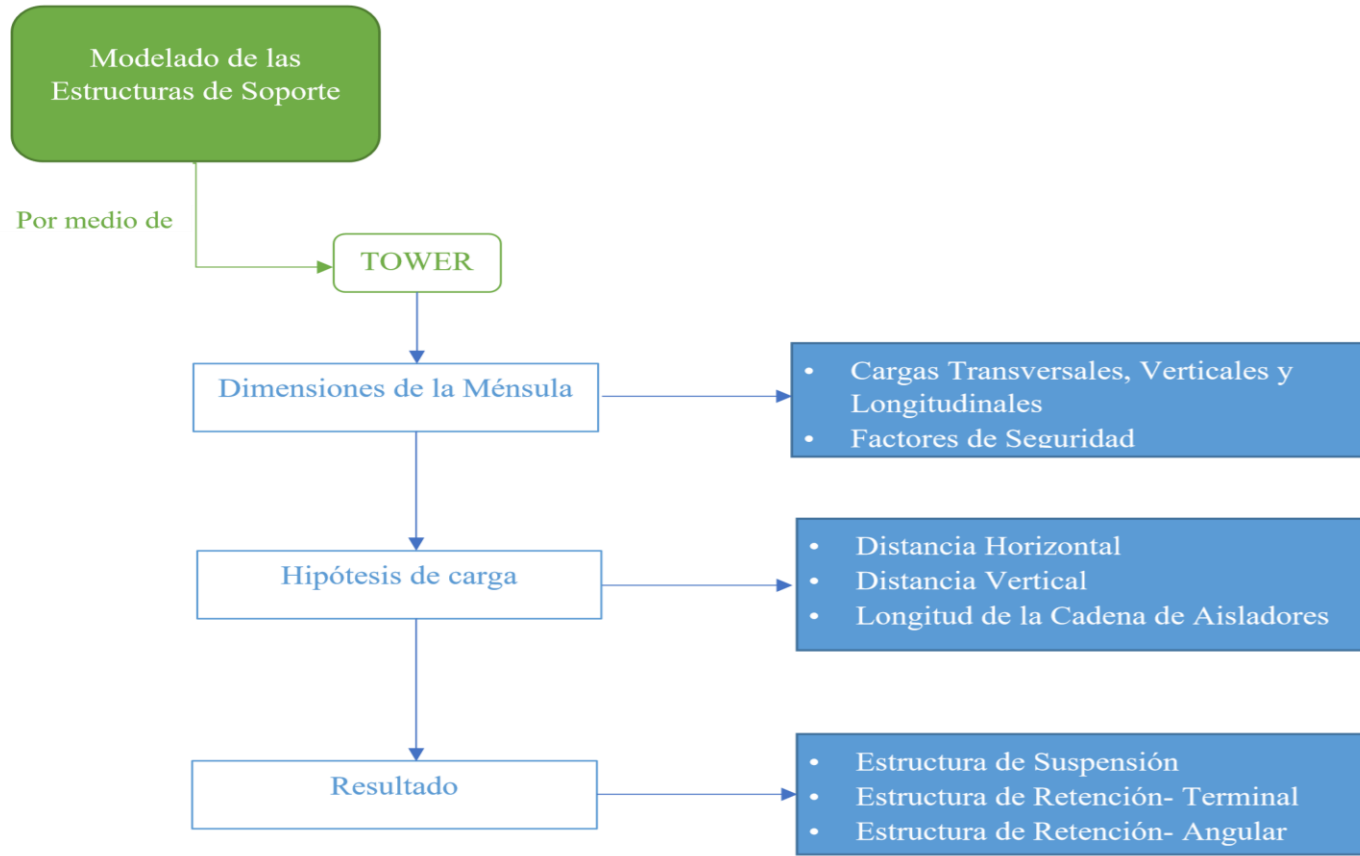 Modelado de las
Estructuras de Soporte
Por medio de
TOWER
Dimensiones de la Ménsula
• Cargas Transversales, Verticales y
Longitudinales
• Factores de Seguridad
Hipótesis de carga
• Distancia Horizontal
• Distancia Vertical
• Longitud de la Cadena de Aisladores
Resultado
• Estructura de Suspensión
• Estructura de Retención- Terminal
• Estructura de Retención- Angular